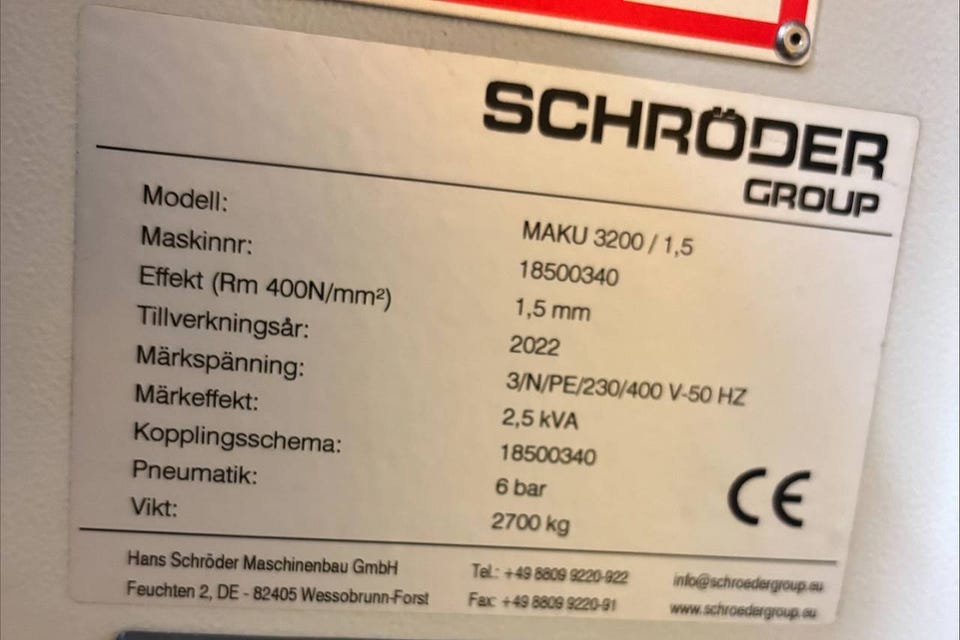 SCHRÖDER
GROUP
Modell: MAKU 3200 / 1,5
Maskinnr: 18500340
Effekt (Rm 400N/mm²) 1,5 mm
Tillverkningsår: 2022
Märkspänning: 3/N/PE/230/400 V-50 HZ
Märkeffekt: 2,5 kVA
Kopplingsschema: 18500340
Pneumatik: 6 bar
Vikt: 2700 kg
CE
Hans Schröder Maschinenbau GmbH Tel.: +49 8809 9220-922 info@schroedergroup.eu
Feuchten 2, DE - 82405 Wessobrunn-Forst Fax: +49 8809 9220-91 www.schroedergroup.eu